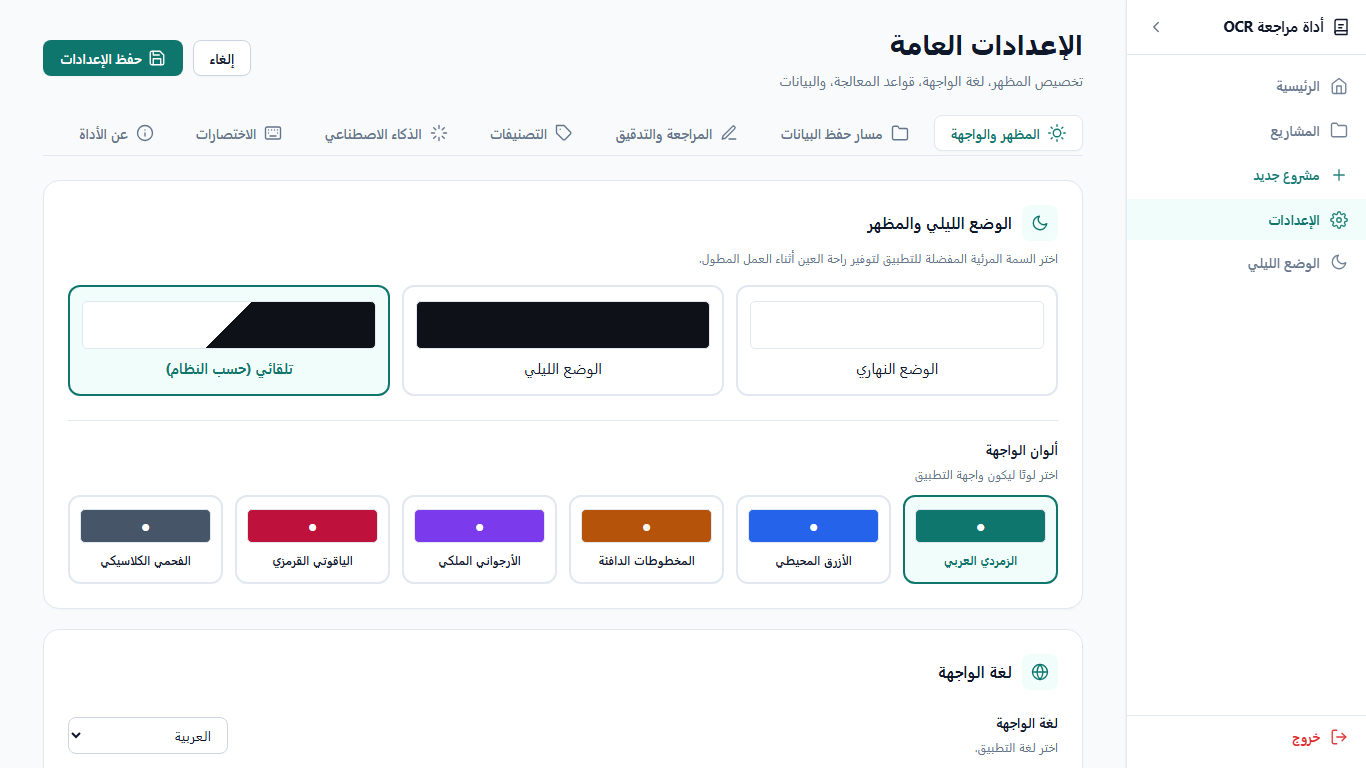 أداة مراجعة OCR
الرئيسية
المشاريع
مشروع جديد
الإعدادات
الوضع الليلي
خروج
الإعدادات العامة
تخصيص المظهر، لغة الواجهة، قواعد المعالجة، والبيانات
إلغاء
حفظ الإعدادات
المظهر والواجهة
مسار حفظ البيانات
المراجعة والتدقيق
التصنيفات
الذكاء الاصطناعي
الاختصارات
عن الأداة
الوضع الليلي والمظهر
اختر السمة المرئية المفضلة للتطبيق لتوفير راحة العين أثناء العمل المطول.
الوضع النهاري
الوضع الليلي
تلقائي (حسب النظام)
ألوان الواجهة
اختر لونًا ليكون واجهة التطبيق
الزمردي العربي
الأزرق المحيطي
المخطوطات الدافئة
الأرجواني الملكي
الياقوتي القرمزي
الفحمي الكلاسيكي
لغة الواجهة
لغة الواجهة
اختر لغة التطبيق.
العربية